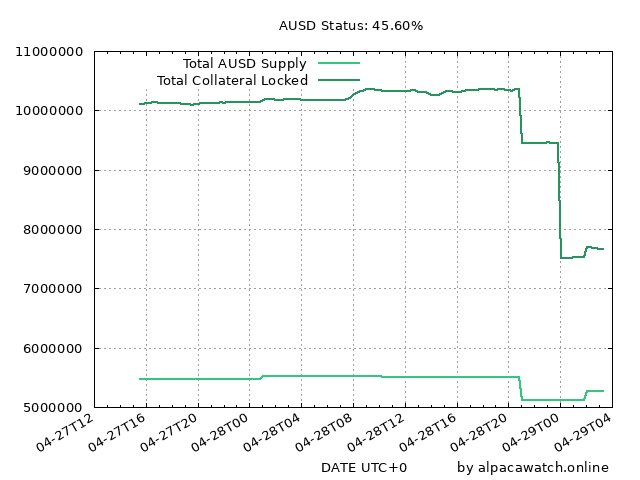 AUSD Status: 45.60%
11000000
10000000
9000000
8000000
7000000
6000000
5000000
Total AUSD Supply
Total Collateral Locked
04-27T12
04-27T16
04-27T20
04-28T00
04-28T04
04-28T08
04-28T12
04-28T16
04-28T20
04-29T00
04-29T04
DATE UTC+0
by alpacawatch.online